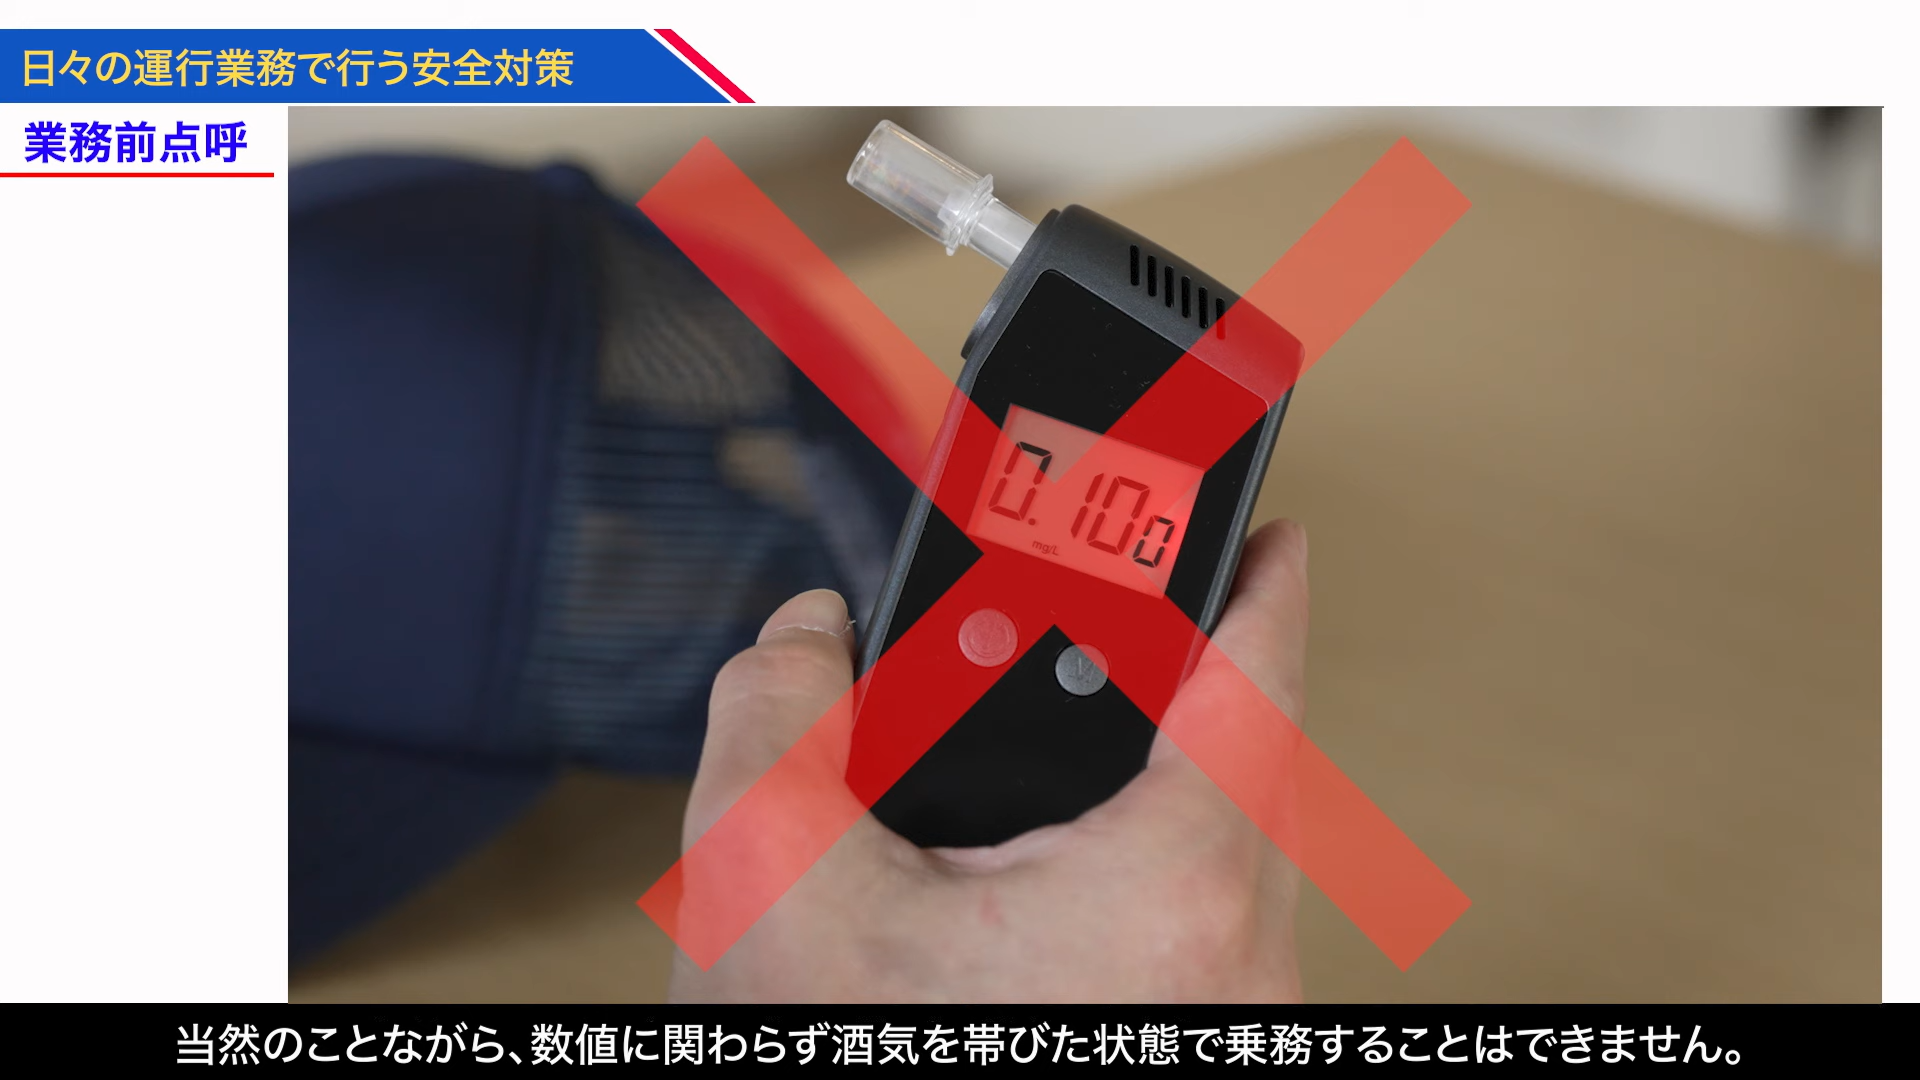 日々の運行業務で行う安全対策
業務前点呼
0.100
mg/L
当然のことながら、数値に関わらず酒気を帯びた状態で乗務することはできません。